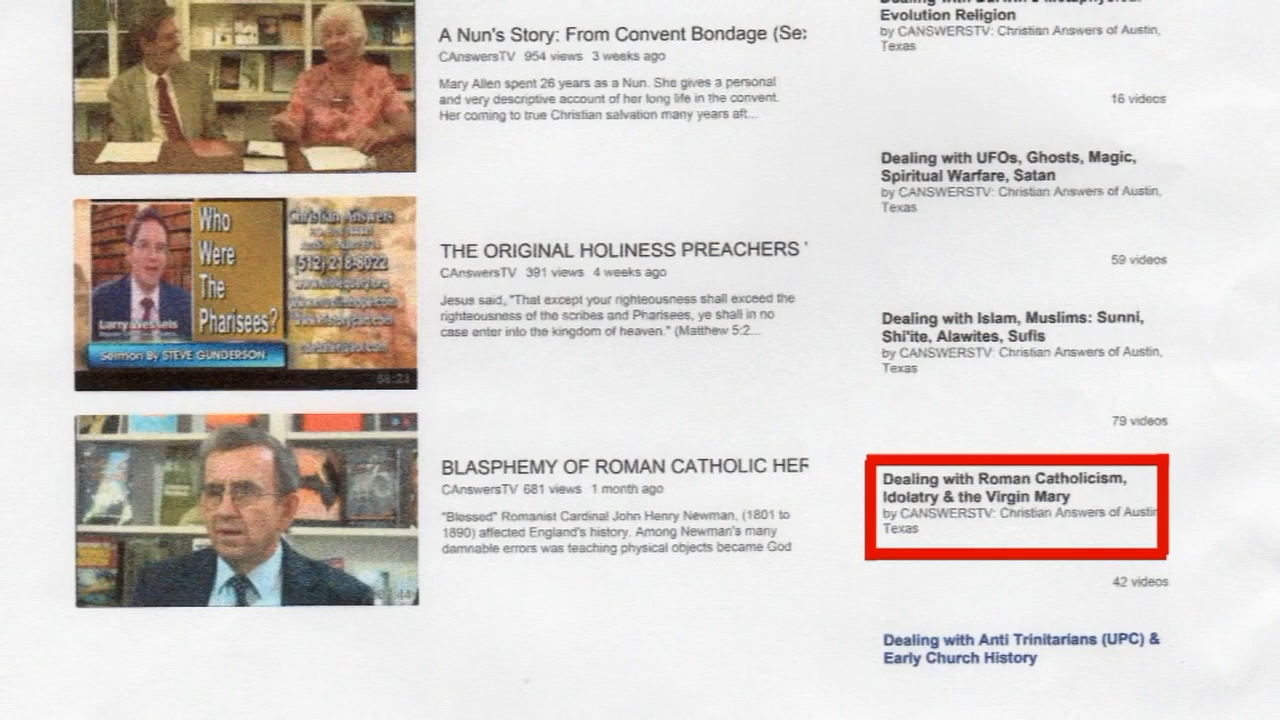 A Nun's Story: From Convent Bondage (Se
CAnswersTV 954 views 3 weeks ago
Mary Allen spent 26 years as a Nun. She gives a personal
and very descriptive account of her long life in the convent.
Her coming to true Christian salvation many years aft...
Who
Were
The
Pharisees?
Christian Answers
(512) 218-8022
Larry Wessels
Sermon By STEVE GUNDERSON
58:23
THE ORIGINAL HOLINESS PREACHERS
CAnswersTV 391 views 4 weeks ago
Jesus said, "That except your righteousness shall exceed the
righteousness of the scribes and Pharisees, ye shall in no
case enter into the kingdom of heaven." (Matthew 5:2...
BLASPHEMY OF ROMAN CATHOLIC HER
CAnswersTV 681 views 1 month ago
"Blessed" Romanist Cardinal John Henry Newman, (1801 to
1890) affected England's history. Among Newman's many
damnable errors was teaching physical objects became God
Evolution Religion
by CANSWERSTV: Christian Answers of Austin,
Texas
16 videos
Dealing with UFOs, Ghosts, Magic,
Spiritual Warfare, Satan
by CANSWERSTV: Christian Answers of Austin,
Texas
59 videos
Dealing with Islam, Muslims: Sunni,
Shi'ite, Alawites, Sufis
by CANSWERSTV: Christian Answers of Austin,
Texas
79 videos
Dealing with Roman Catholicism,
Idolatry & the Virgin Mary
by CANSWERSTV: Christian Answers of Austin
Texas
42 videos
Dealing with Anti Trinitarians (UPC) &
Early Church History